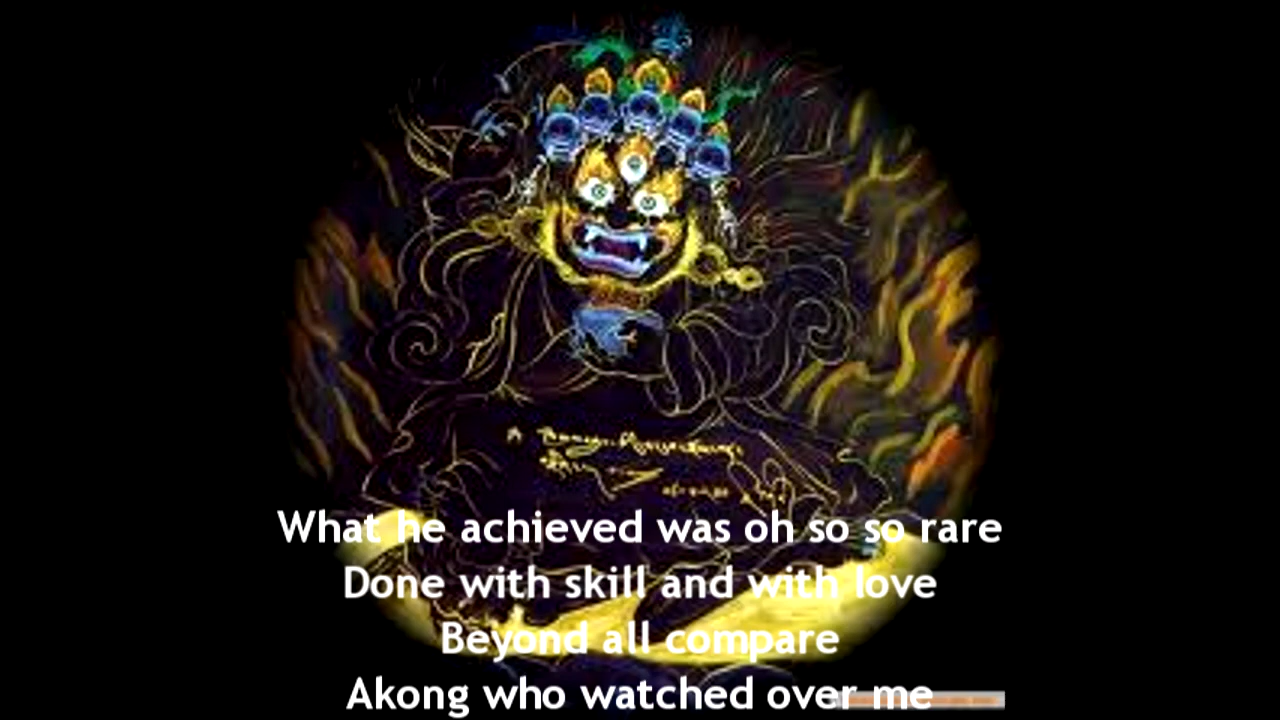 What he achieved was oh so so rare
Done with skill and with love
Beyond all compare
Akong who watched over me